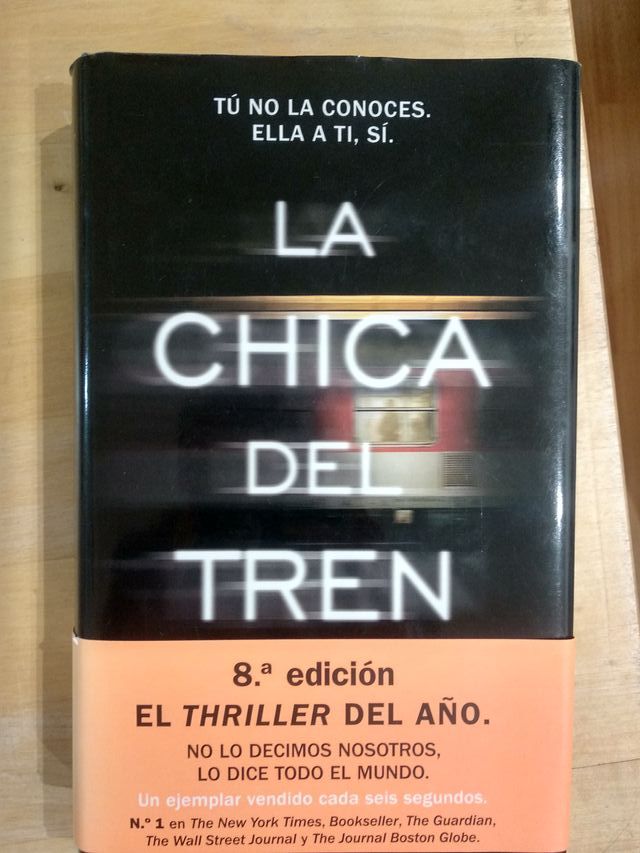 TÚ NO LA CONOCES.
ELLA A TI, SÍ.
LA
CHICA
DEL
TREN
8.ª edición
EL THRILLER DEL AÑO.
NO LO DECIMOS NOSOTROS,
LO DICE TODO EL MUNDO.
Un ejemplar vendido cada seis segundos.
N.º 1 en The New York Times, Bookseller, The Guardian,
The Wall Street Journal y The Journal Boston Globe.